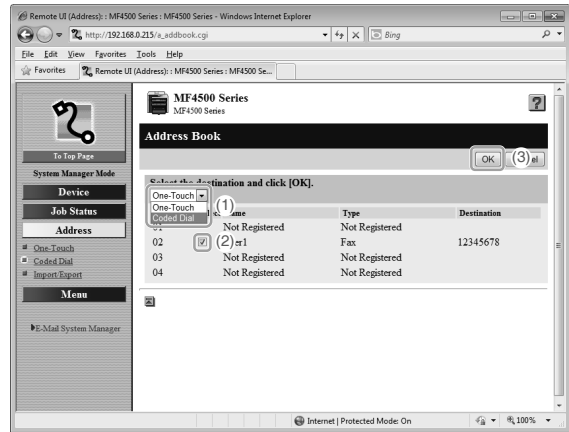 Remote UI (Address): : MF4500 Series : MF4500 Series - Windows Internet Explorer
http://192.168.0.215/a_addbook.cgi
Bing
File Edit View Favorites Tools Help
Favorites Remote UI (Address): : MF4500 Series : MF4500 Se...
MF4500 Series
MF4500 Series
Address Book
To Top Page
OK (3) el
System Manager Mode
Select the destination and click [OK].
Device
One-Touch
One-Touch
Coded Dial
(1)
Job Status
Type Destination
Address
01 Not Registered Not Registered
One-Touch
02 (2) er1 Fax 12345678
Coded Dial
03 Not Registered Not Registered
Import/Export
04 Not Registered Not Registered
Menu
E-Mail System Manager
Internet | Protected Mode: On
100%